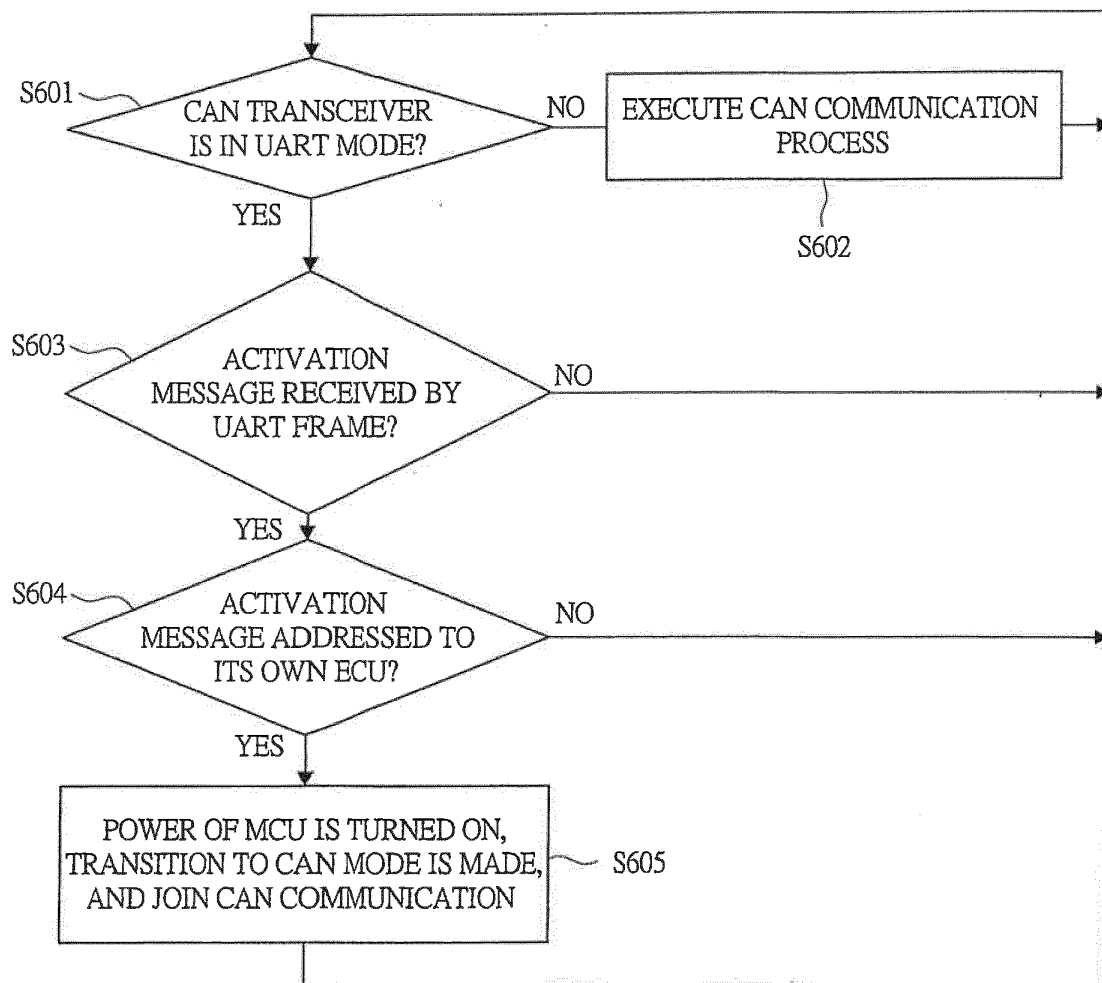 S601
CAN TRANSCEIVER
IS IN UART MODE?
NO
EXECUTE CAN COMMUNICATION
PROCESS
S602
YES
S603
ACTIVATION
MESSAGE RECEIVED BY
UART FRAME?
NO
YES
S604
ACTIVATION
MESSAGE ADDRESSED TO
ITS OWN ECU?
NO
YES
POWER OF MCU IS TURNED ON,
TRANSITION TO CAN MODE IS MADE,
AND JOIN CAN COMMUNICATION
S605